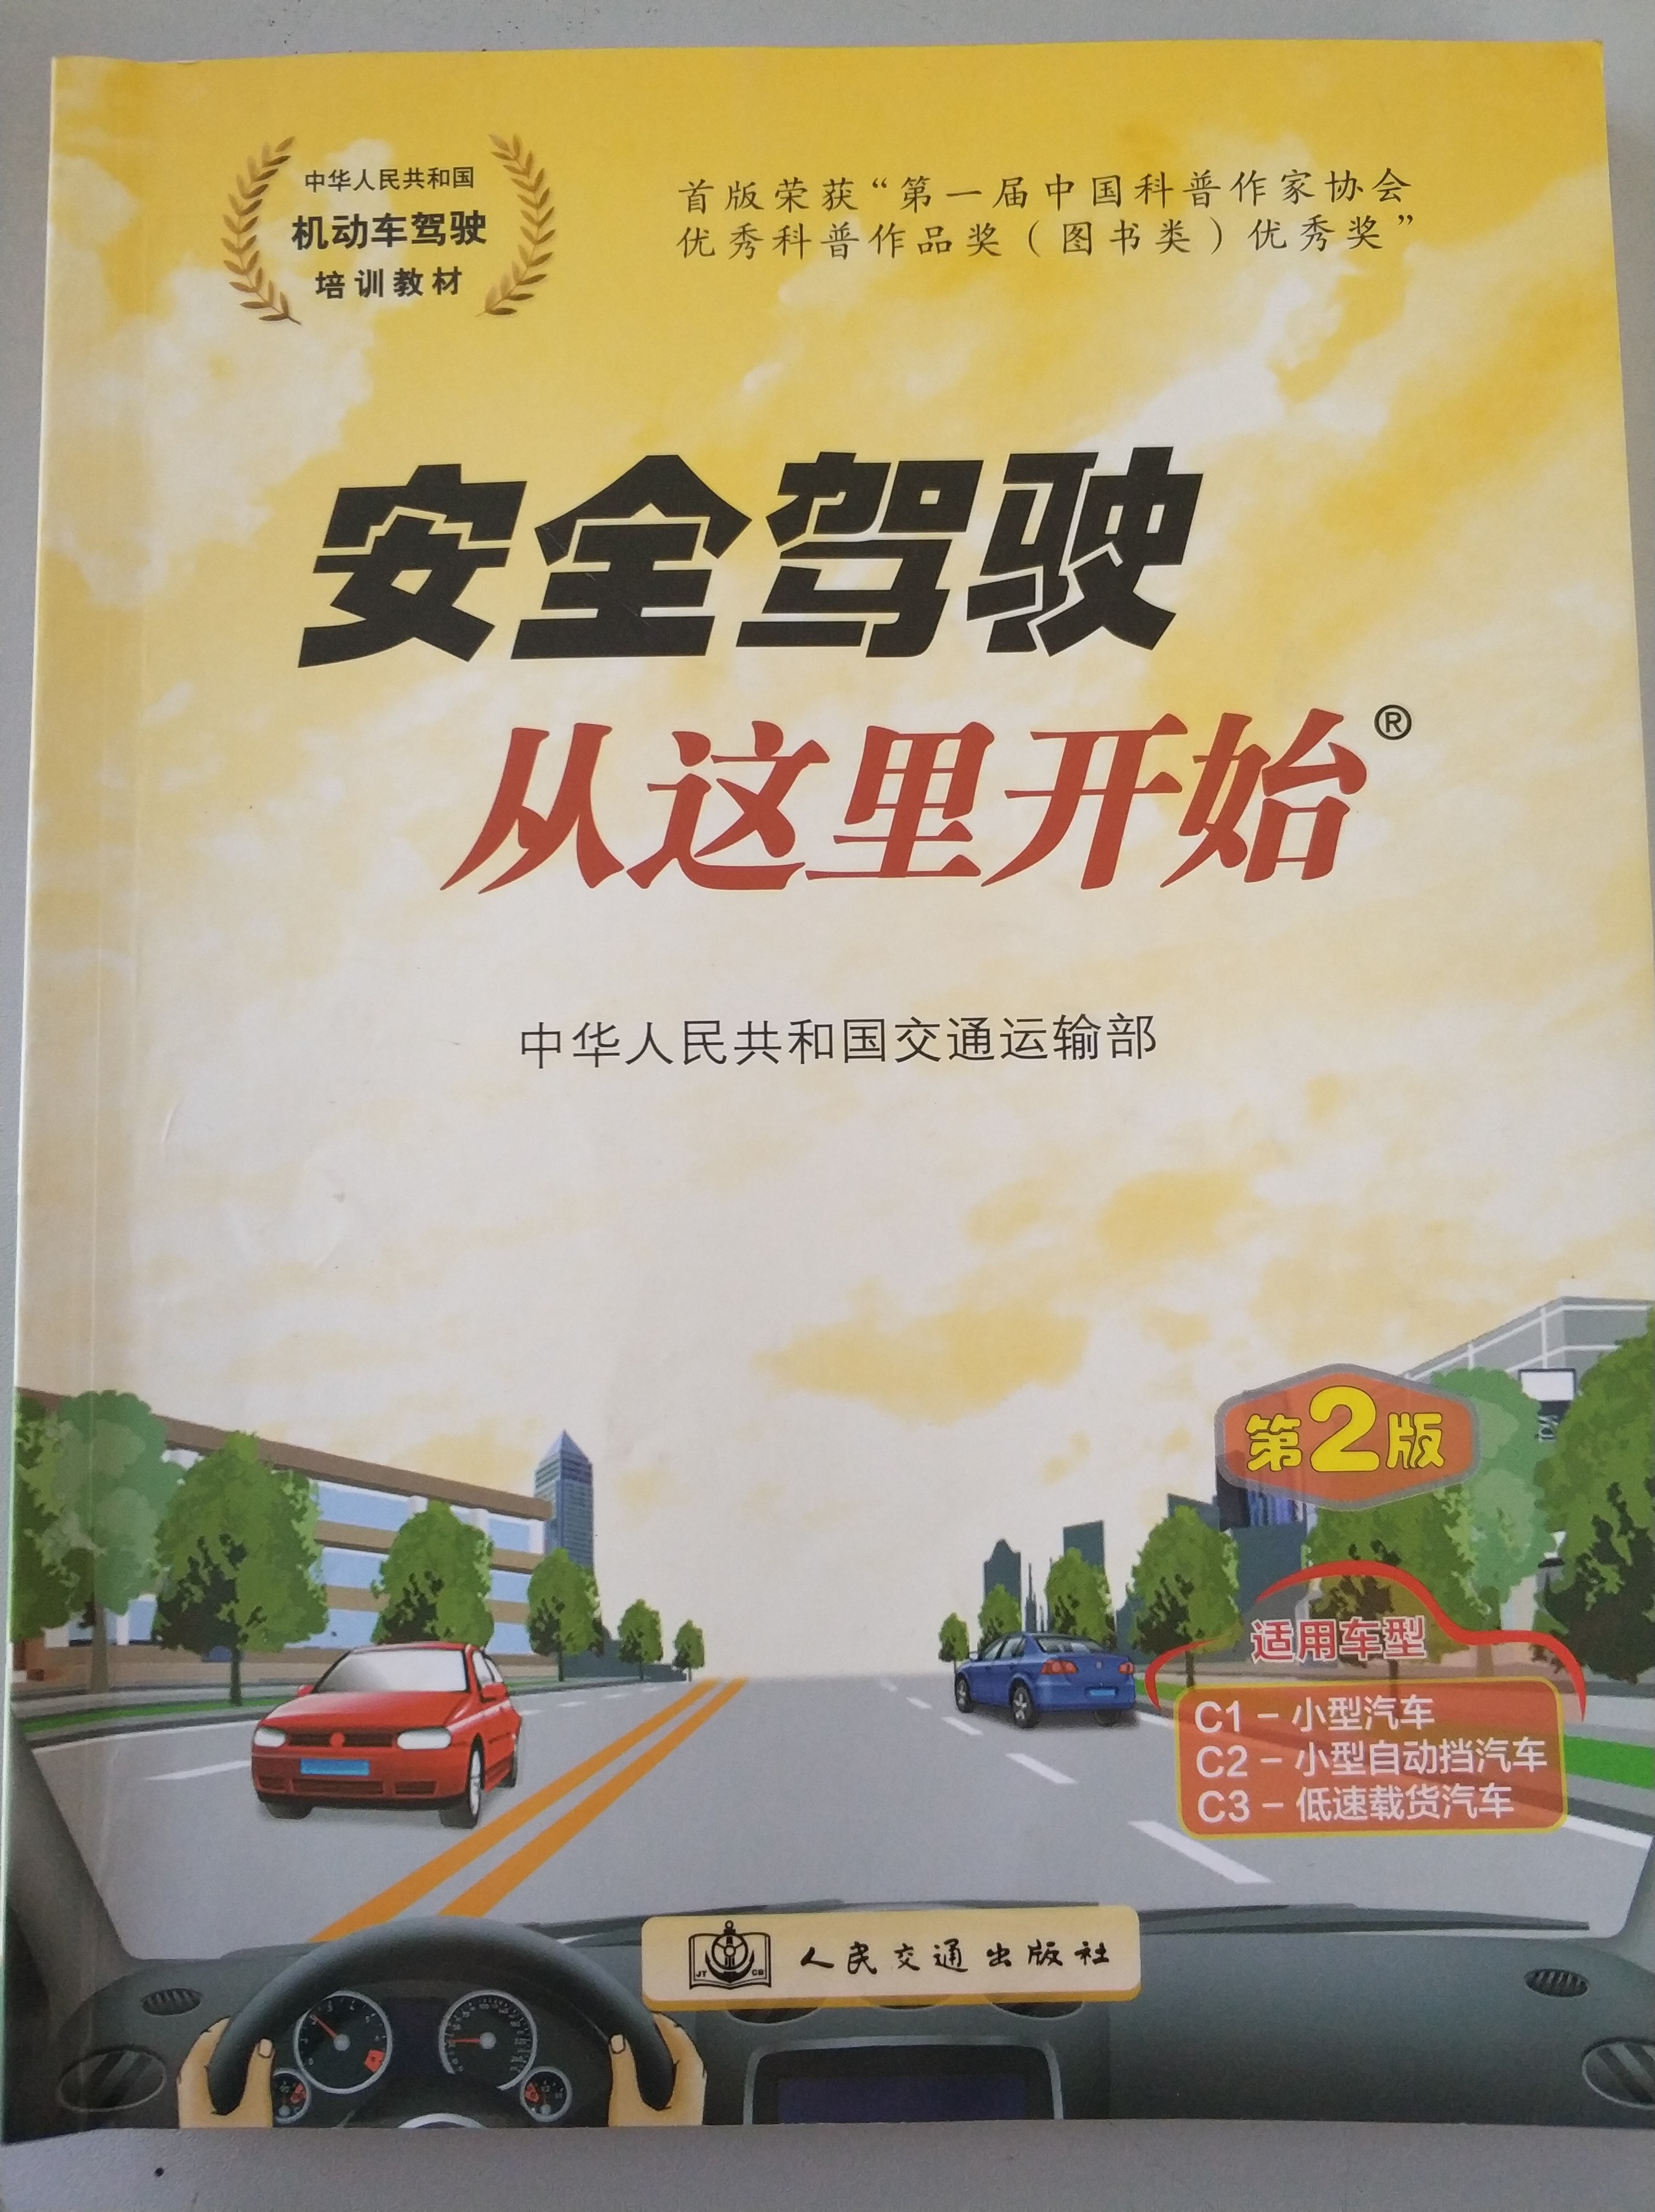 中华人民共和国
机动车驾驶
培训教材
首版荣获“第一届中国科普作家协会
优秀科普作品奖（图书类）优秀奖”
安全驾驶
从这里开始®
中华人民共和国交通运输部
第2版
适用车型
C1－小型汽车
C2－小型自动挡汽车
C3－低速载货汽车
JT CB
人民交通出版社